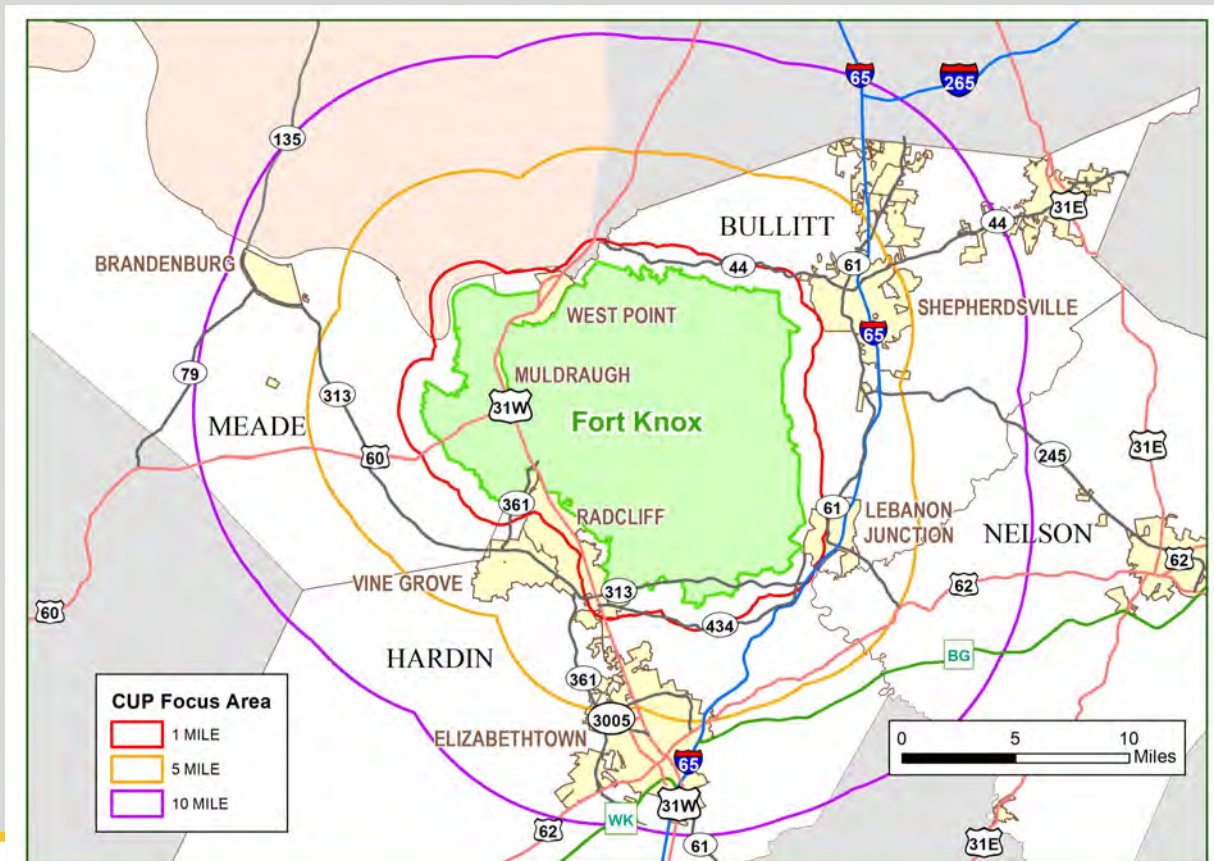 65
265
135
31E
44
BULLITT
BRANDENBURG
61
44
WEST POINT
SHEPHERDSVILLE
65
79
313
MULDRAUGH
31W
Fort Knox
MEADE
60
31E
245
361
RADCLIFF
61
LEBANON
JUNCTION
NELSON
62
VINE GROVE
313
62
60
434
HARDIN
BG
361
CUP Focus Area
1 MILE
5 MILE
10 MILE
3005
ELIZABETHTOWN
0 5 10
Miles
65
31W
WK
62
61
31E